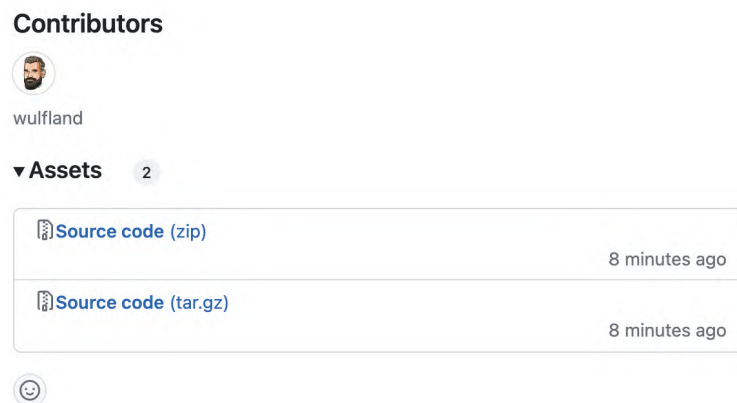 Contributors
wulfland
Assets 2
Source code (zip)
8 minutes ago
Source code (tar.gz)
8 minutes ago